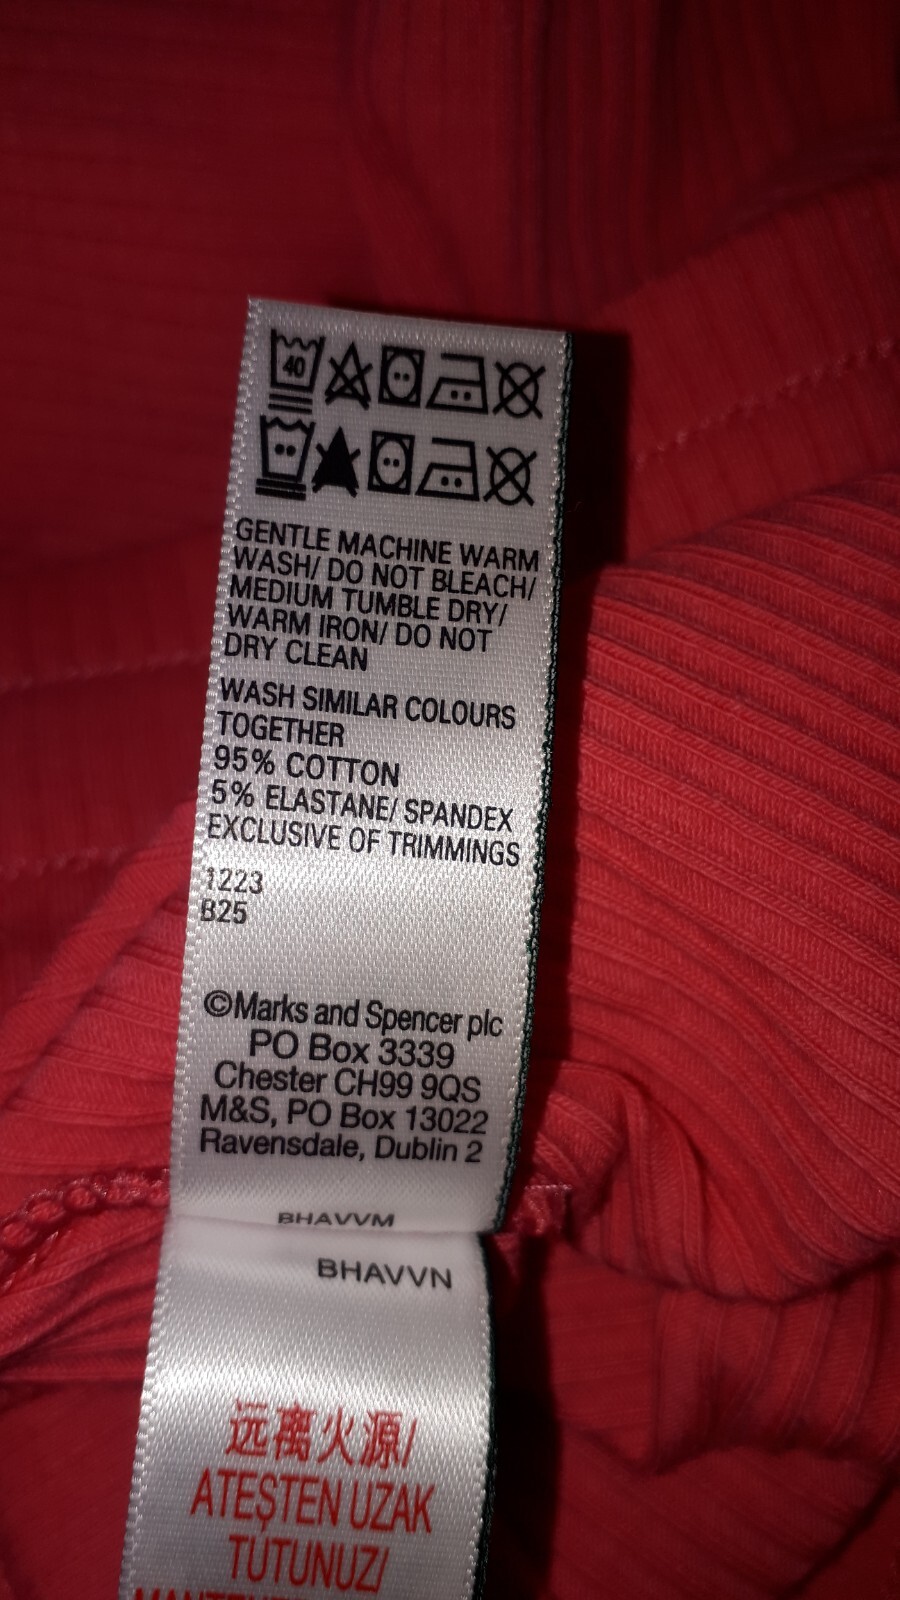 40
GENTLE MACHINE WARM
WASH/ DO NOT BLEACH/
MEDIUM TUMBLE DRY/
WARM IRON/ DO NOT
DRY CLEAN
WASH SIMILAR COLOURS
TOGETHER
95% COTTON
5% ELASTANE/ SPANDEX
EXCLUSIVE OF TRIMMINGS
1223
B25
©Marks and Spencer plc
PO Box 3339
Chester CH99 9QS
M&S, PO Box 13022
Ravensdale, Dublin 2
BHAVVM
BHAVVN
远离火源/
ATEŞTEN UZAK
TUTUNUZ/